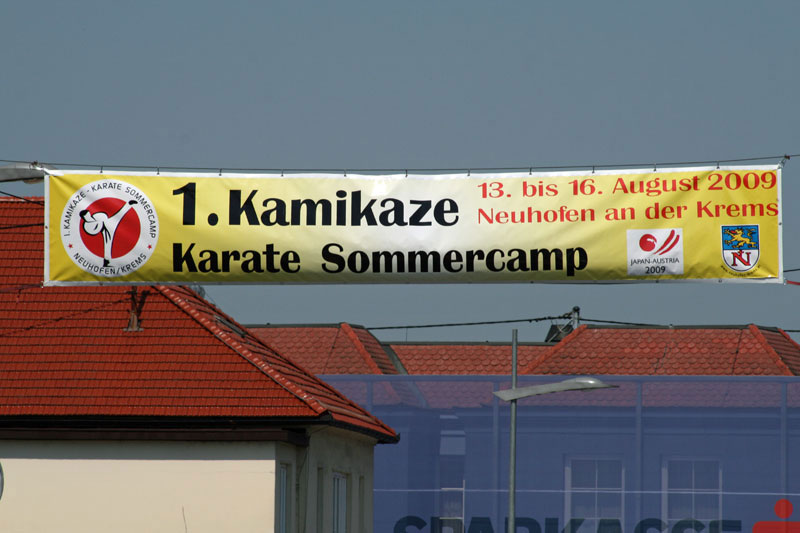 1. KAMIKAZE - KARATE SOMMERCAMP
NEUHOFEN/KREMS
1. Kamikaze
Karate Sommercamp
13. bis 16. August 2009
Neuhofen an der Krems
JAPAN-AUSTRIA
2009
N
SPARKASSE